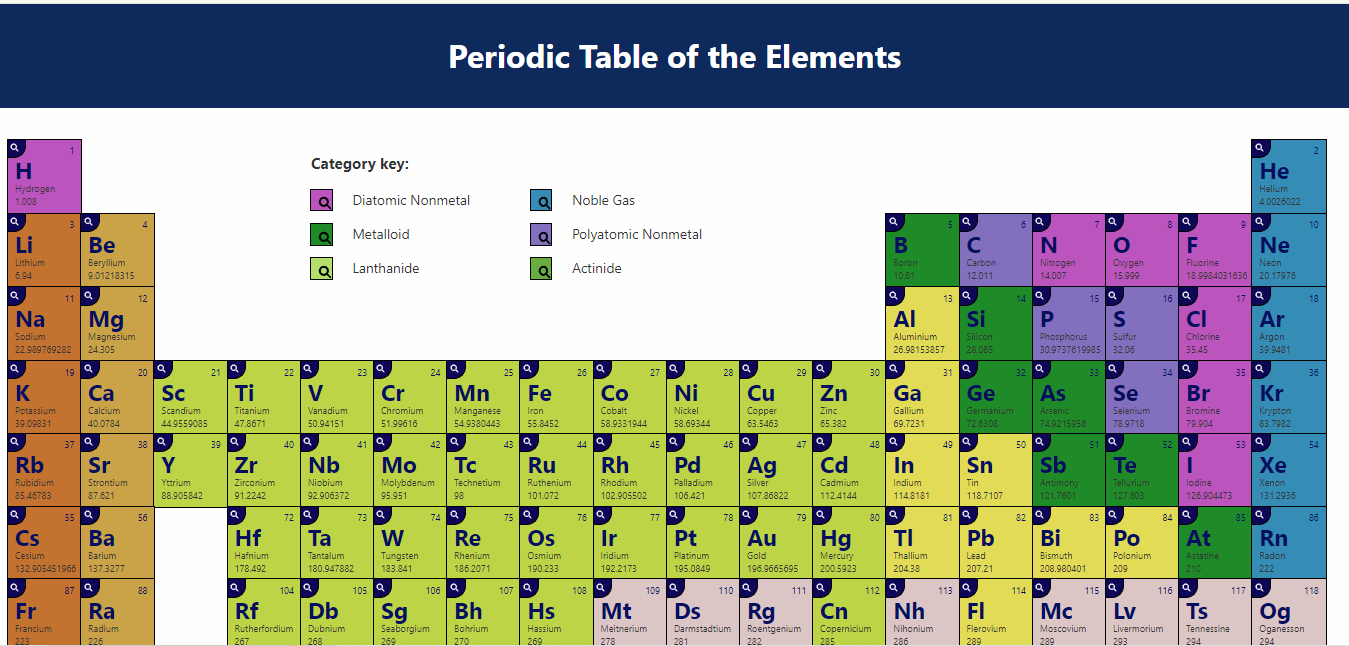 Periodic Table of the Elements
1
H
Hydrogen
1.008
Category key:
Diatomic Nonmetal
Noble Gas
Metalloid
Polyatomic Nonmetal
Lanthanide
Actinide
2
He
Helium
4.0026022
3
Li
Lithium
6.94
4
Be
Beryllium
9.01218315
5
B
Boron
10.81
6
C
Carbon
12.011
7
N
Nitrogen
14.007
8
O
Oxygen
15.999
9
F
Fluorine
18.9984031636
10
Ne
Neon
20.17976
11
Na
Sodium
22.989769282
12
Mg
Magnesium
24.305
13
Al
Aluminium
26.98153857
14
Si
Silicon
28.085
15
P
Phosphorus
30.9737619985
16
S
Sulfur
32.06
17
Cl
Chlorine
35.45
18
Ar
Argon
39.9481
19
K
Potassium
39.09831
20
Ca
Calcium
40.0784
21
Sc
Scandium
44.9559085
22
Ti
Titanium
47.8671
23
V
Vanadium
50.94151
24
Cr
Chromium
51.99616
25
Mn
Manganese
54.9380443
26
Fe
Iron
55.8452
27
Co
Cobalt
58.9331944
28
Ni
Nickel
58.69344
29
Cu
Copper
63.5463
30
Zn
Zinc
65.382
31
Ga
Gallium
69.7231
32
Ge
Germanium
72.6308
33
As
Arsenic
74.9215956
34
Se
Selenium
78.9718
35
Br
Bromine
79.904
36
Kr
Krypton
83.7982
37
Rb
Rubidium
85.46783
38
Sr
Strontium
87.621
39
Y
Yttrium
88.905842
40
Zr
Zirconium
91.2242
41
Nb
Niobium
92.906372
42
Mo
Molybdenum
95.951
43
Tc
Technetium
98
44
Ru
Ruthenium
101.072
45
Rh
Rhodium
102.905502
46
Pd
Palladium
106.421
47
Ag
Silver
107.86822
48
Cd
Cadmium
112.4144
49
In
Indium
114.8181
50
Sn
Tin
118.7107
51
Sb
Antimony
121.7601
52
Te
Tellurium
127.603
53
I
Iodine
126.904473
54
Xe
Xenon
131.2936
55
Cs
Cesium
132.905451966
56
Ba
Barium
137.3277
72
Hf
Hafnium
178.492
73
Ta
Tantalum
180.947882
74
W
Tungsten
183.841
75
Re
Rhenium
186.2071
76
Os
Osmium
190.233
77
Ir
Iridium
192.2173
78
Pt
Platinum
195.0849
79
Au
Gold
196.9665695
80
Hg
Mercury
200.5923
81
Tl
Thallium
204.38
82
Pb
Lead
207.21
83
Bi
Bismuth
208.980401
84
Po
Polonium
209
85
At
Astatine
210
86
Rn
Radon
222
87
Fr
Francium
223
88
Ra
Radium
226
104
Rf
Rutherfordium
267
105
Db
Dubnium
268
106
Sg
Seaborgium
269
107
Bh
Bohrium
270
108
Hs
Hassium
269
109
Mt
Meitnerium
278
110
Ds
Darmstadtium
281
111
Rg
Roentgenium
282
112
Cn
Copernicium
285
113
Nh
Nihonium
286
114
Fl
Flerovium
289
115
Mc
Moscovium
289
116
Lv
Livermorium
293
117
Ts
Tennessine
294
118
Og
Oganesson
294